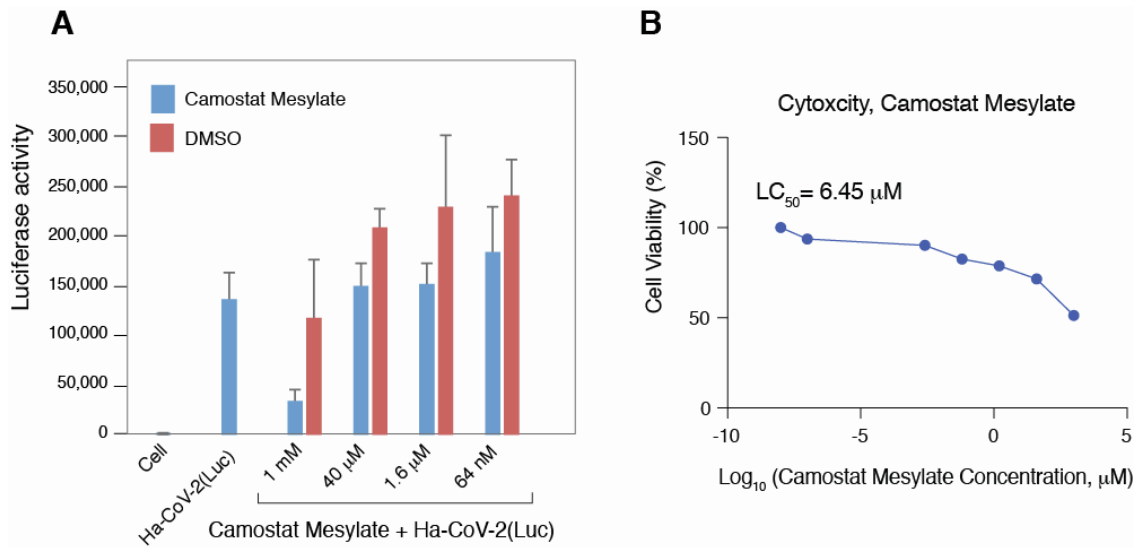 A
Luciferase activity
350,000
300,000
250,000
200,000
150,000
100,000
50,000
0
Camostat Mesylate
DMSO
Cell
Ha-CoV-2(Luc)
1 mM
40 μM
1.6 μM
64 nM
Camostat Mesylate + Ha-CoV-2(Luc)
B
Cytoxcity, Camostat Mesylate
LC50= 6.45 μM
Cell Viability (%)
150
100
50
0
-10
-5
0
5
Log10 (Camostat Mesylate Concentration, μM)